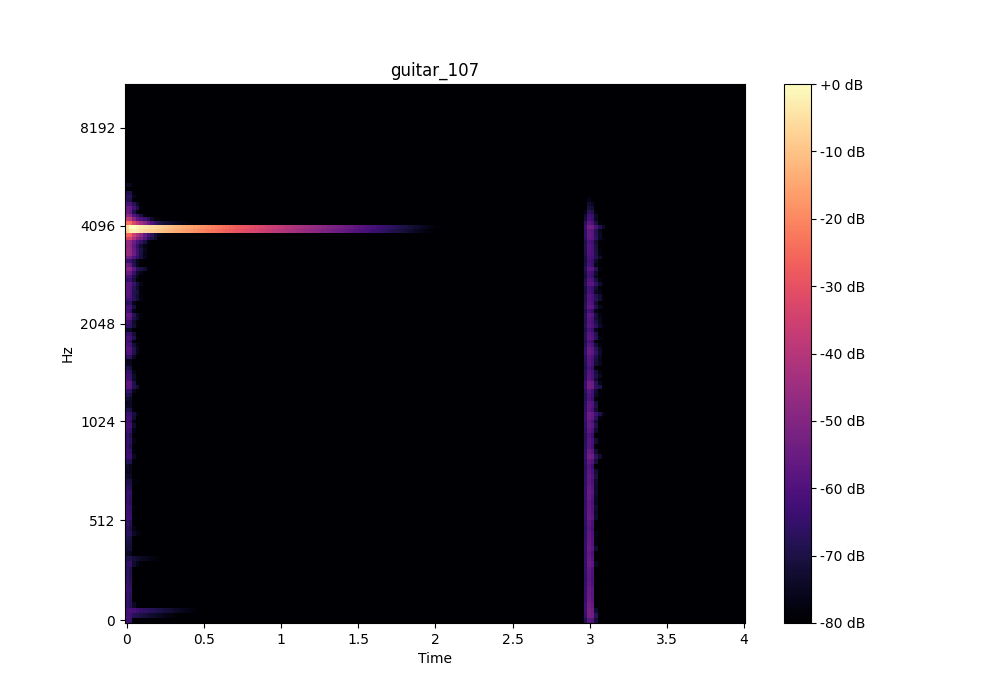 guitar_107
Hz
8192
4096
2048
1024
512
0
0
0.5
1
1.5
2
2.5
3
3.5
4
Time
+0 dB
-10 dB
-20 dB
-30 dB
-40 dB
-50 dB
-60 dB
-70 dB
-80 dB